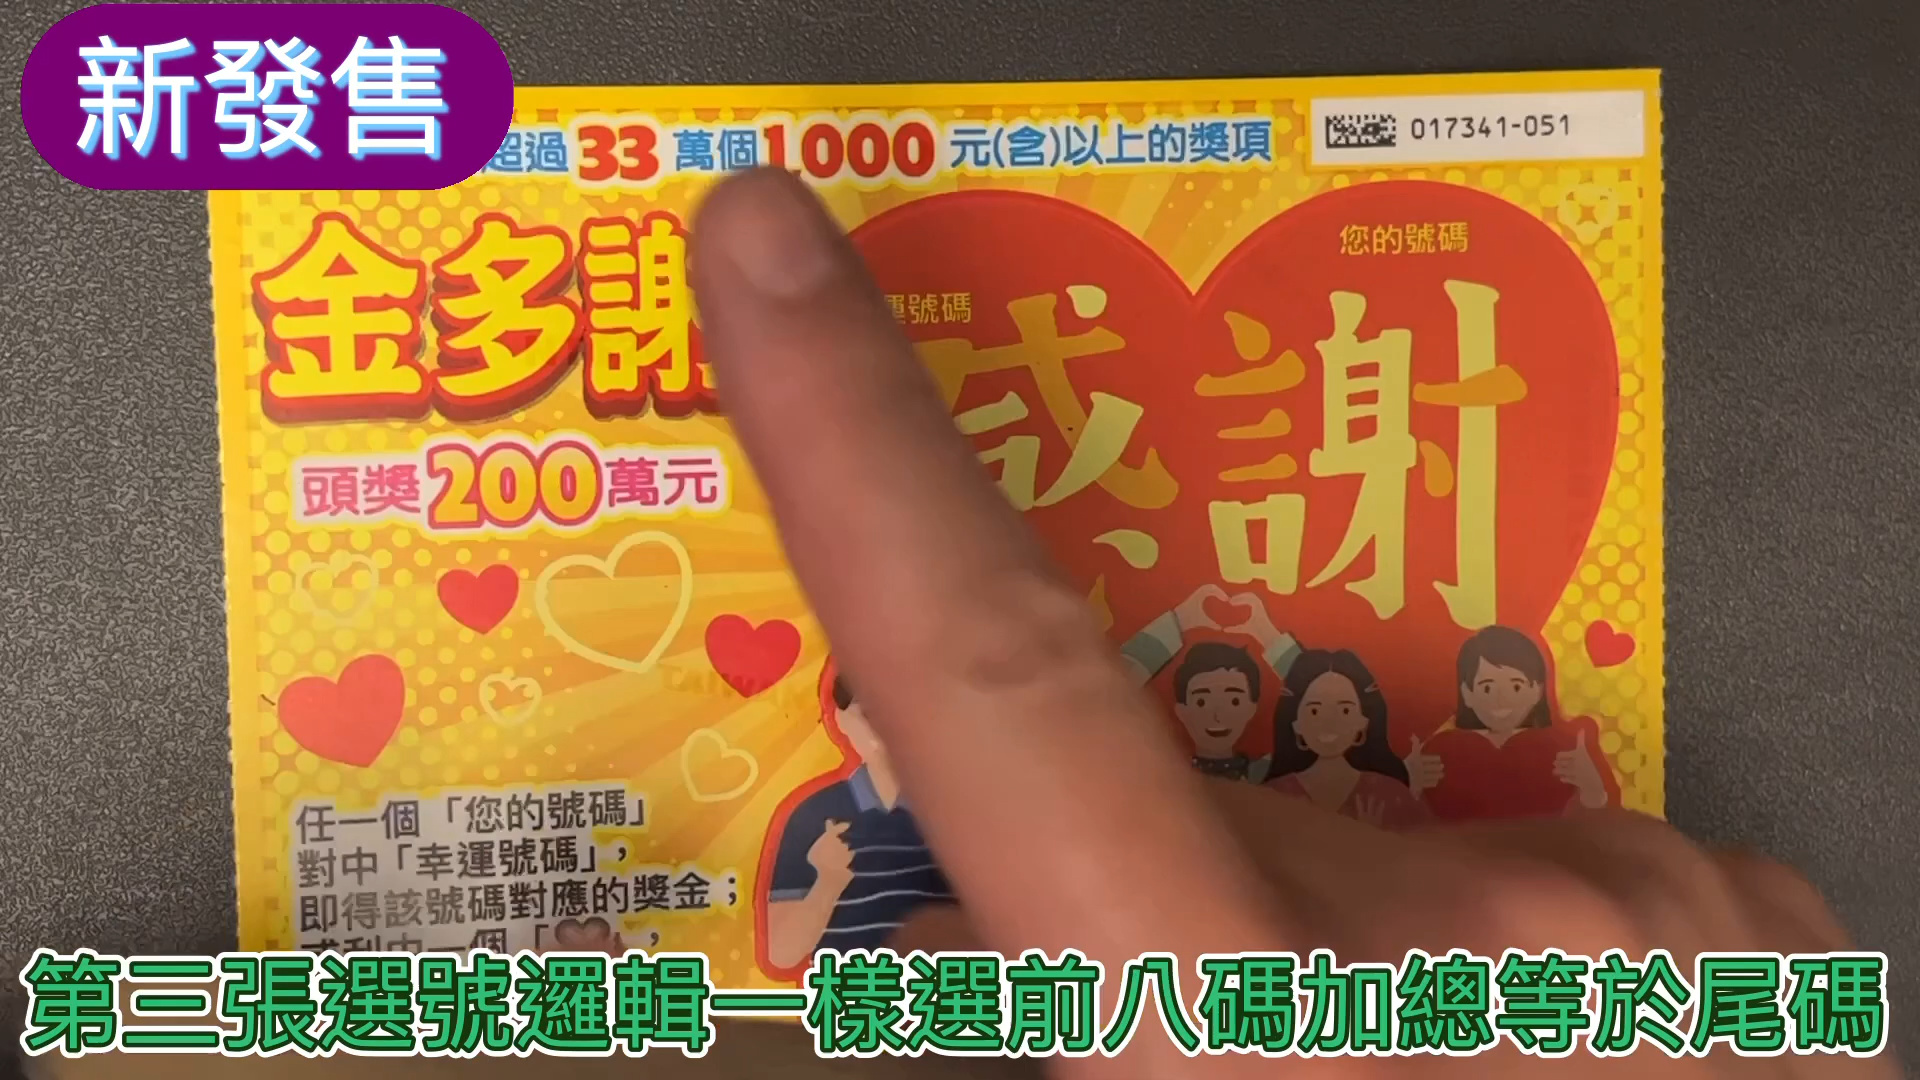 新發售
超過33萬個1000元(含)以上的獎項
017341-051
金多謝
您的號碼
運號碼
感謝
頭獎200萬元
任一個「您的號碼」
對中「幸運號碼」,
即得該號碼對應的獎金;
第三張選號邏輯一樣選前八碼加總等於尾碼